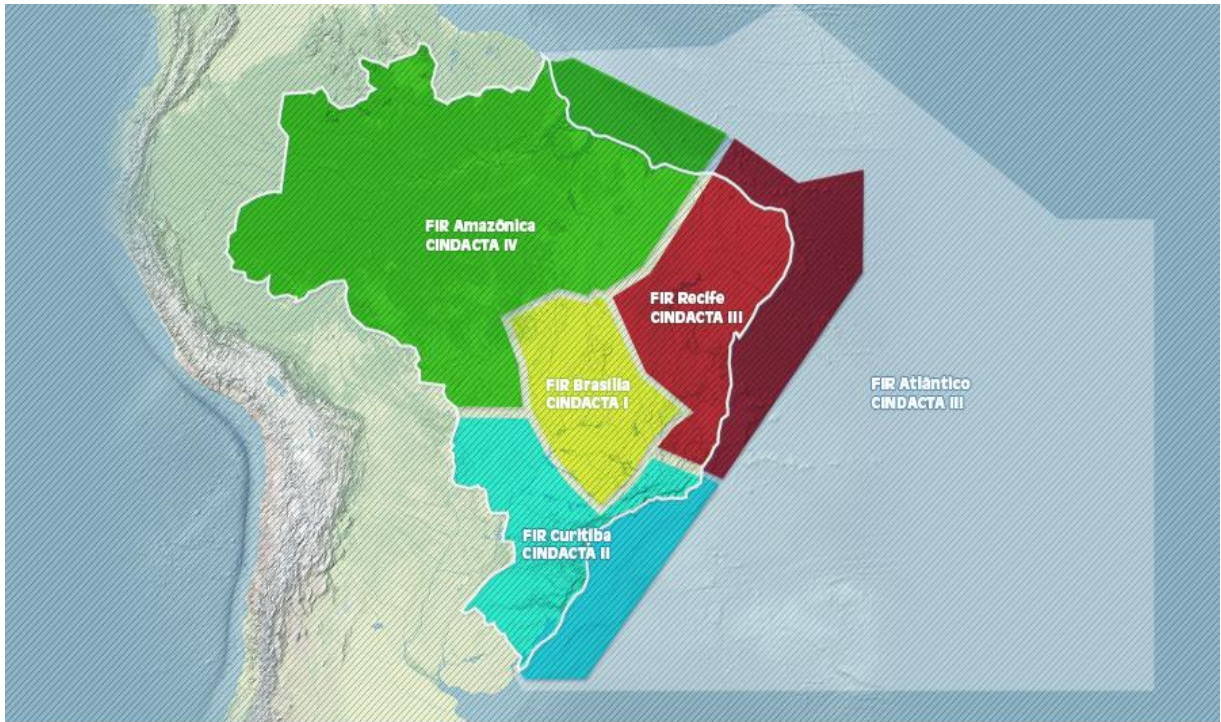 FIR Amazônica
CINDACTA IV
FIR Recife
CINDACTA III
FIR Brasília
CINDACTA I
FIR Atlântico
CINDACTA III
FIR Curitiba
CINDACTA II